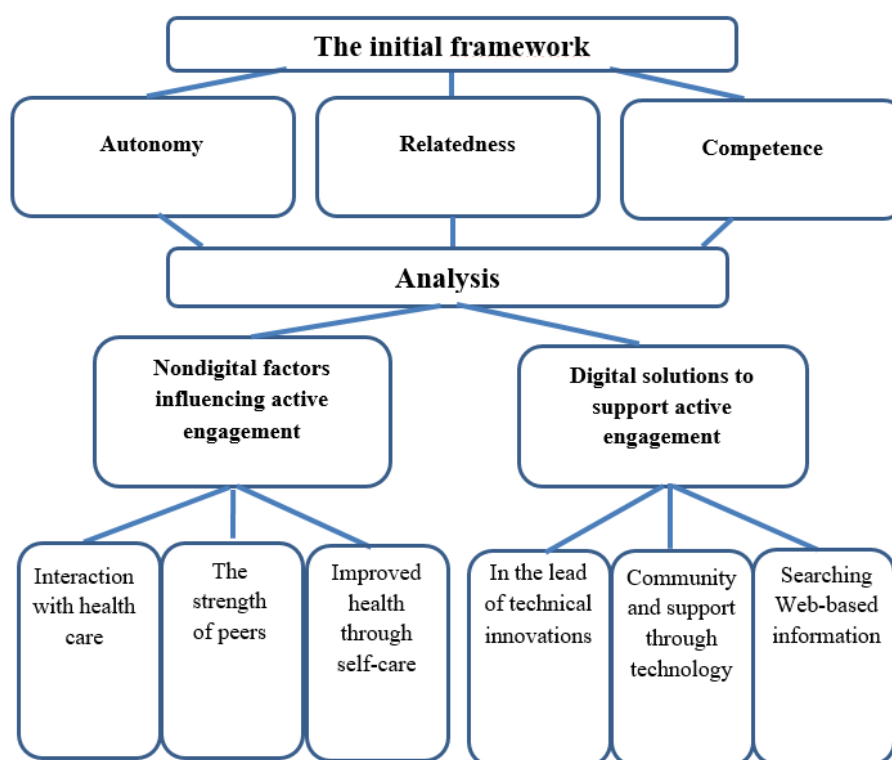 The initial framework
Autonomy
Relatedness
Competence
Analysis
Nondigital factors
influencing active
engagement
Digital solutions to
support active
engagement
Interaction
with health
care
The
strength
of peers
Improved
health
through
self-care
In the lead
of technical
innovations
Community
and support
through
technology
Searching
Web-based
information